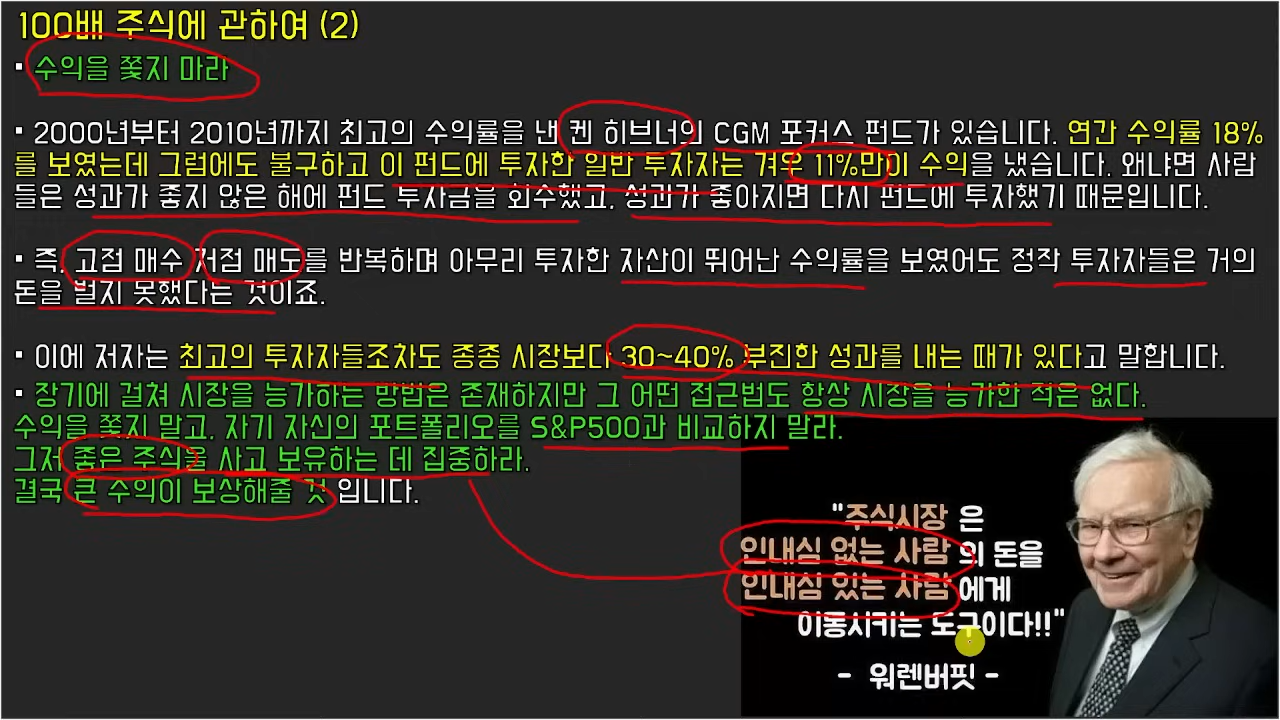 100배 주식에 관하여 (2)
▪ 수익을 쫓지 마라
▪ 2000년부터 2010년까지 최고의 수익률을 낸 켄 히브너의 CGM 포커스 펀드가 있습니다. 연간 수익률 18%
를 보였는데 그럼에도 불구하고 이 펀드에 투자한 일반 투자자는 겨우 11%만이 수익을 냈습니다. 왜냐면 사람
들은 성과가 좋지 않은 해에 펀드 투자금을 회수했고, 성과가 좋아지면 다시 펀드에 투자했기 때문입니다.
▪ 즉, 고점 매수 저점 매도를 반복하며 아무리 투자한 자산이 뛰어난 수익률을 보였어도 정작 투자자들은 거의
돈을 벌지 못했다는 것이죠.
▪ 이에 저자는 최고의 투자자들조차도 종종 시장보다 30~40% 부진한 성과를 내는 때가 있다고 말합니다.
▪ 장기에 걸쳐 시장을 능가하는 방법은 존재하지만 그 어떤 접근법도 항상 시장을 능가한 적은 없다.
수익을 쫓지 말고, 자기 자신의 포트폴리오를 S&P500과 비교하지 말라.
그저 좋은 주식을 사고 보유하는 데 집중하라.
결국 큰 수익이 보상해줄 것 입니다.
"주식시장 은
인내심 없는 사람 의 돈을
인내심 있는 사람 에게
이동시키는 도구이다!!"
- 워렌버핏 -